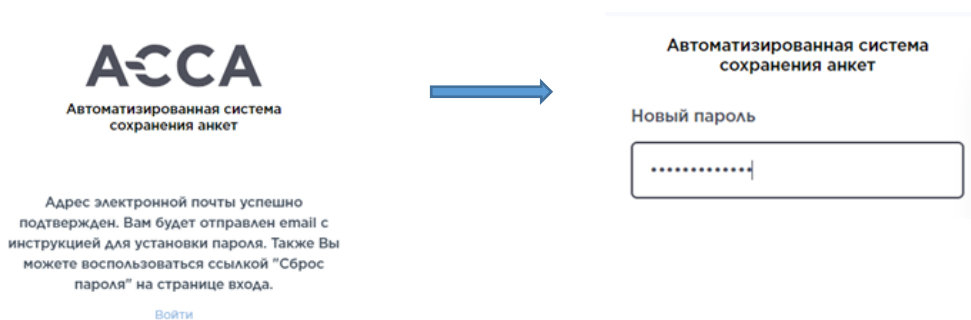 АССА
Автоматизированная система
сохранения анкет
Адрес электронной почты успешно
подтвержден. Вам будет отправлен email с
инструкцией для установки пароля. Также Вы
можете воспользоваться ссылкой "Сброс
пароля" на странице входа.
Войти
Автоматизированная система
сохранения анкет
Новый пароль
•••••••••••••